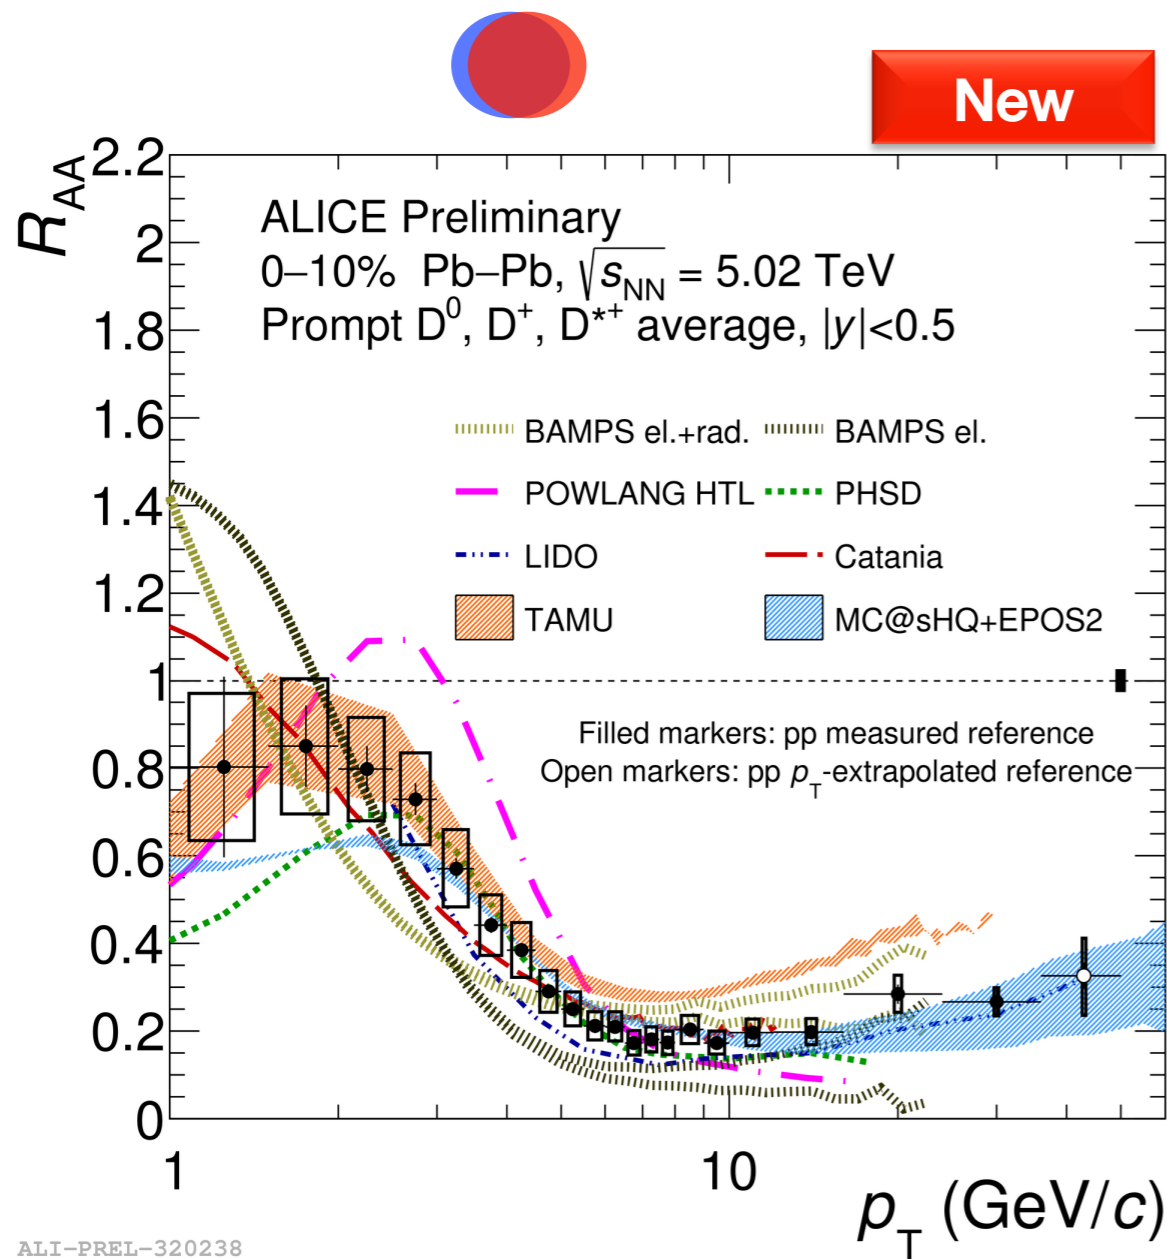 New
R_AA
2.2
2
1.8
1.6
1.4
1.2
1
0.8
0.6
0.4
0.2
0
ALICE Preliminary
0–10% Pb–Pb, √s_NN = 5.02 TeV
Prompt D⁰, D⁺, D*⁺ average, |y|<0.5
BAMPS el.+rad. BAMPS el.
POWLANG HTL PHSD
LIDO Catania
TAMU MC@sHQ+EPOS2
Filled markers: pp measured reference
Open markers: pp p_T-extrapolated reference
1 10
p_T (GeV/c)
ALI-PREL-320238